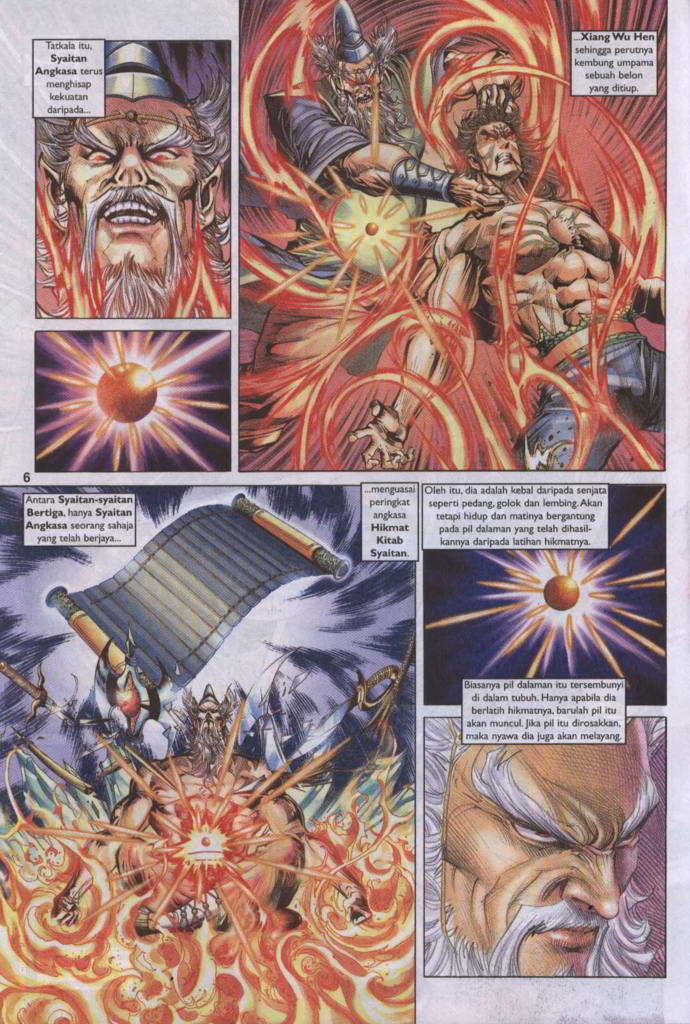 Tatkala itu,
Syaitan
Angkasa terus
menghisap
kekuatan
daripada...
...Xiang Wu Hen
sehingga perutnya
kembung umpama
sebuah belon
yang ditiup.
6
Antara Syaitan-syaitan
Bertiga, hanya Syaitan
Angkasa seorang sahaja
yang telah berjaya...
...menguasai
peringkat
angkasa
Hikmat
Kitab
Syaitan.
Oleh itu, dia adalah kebal daripada senjata
seperti pedang, golok dan lembing. Akan
tetapi hidup dan matinya bergantung
pada pil dalaman yang telah dihasil-
kannya daripada latihan hikmatnya.
Biasanya pil dalaman itu tersembunyi
di dalam tubuh. Hanya apabila dia
berlatih hikmatnya, barulah pil itu
akan muncul. Jika pil itu dirosakkan,
maka nyawa dia juga akan melayang.